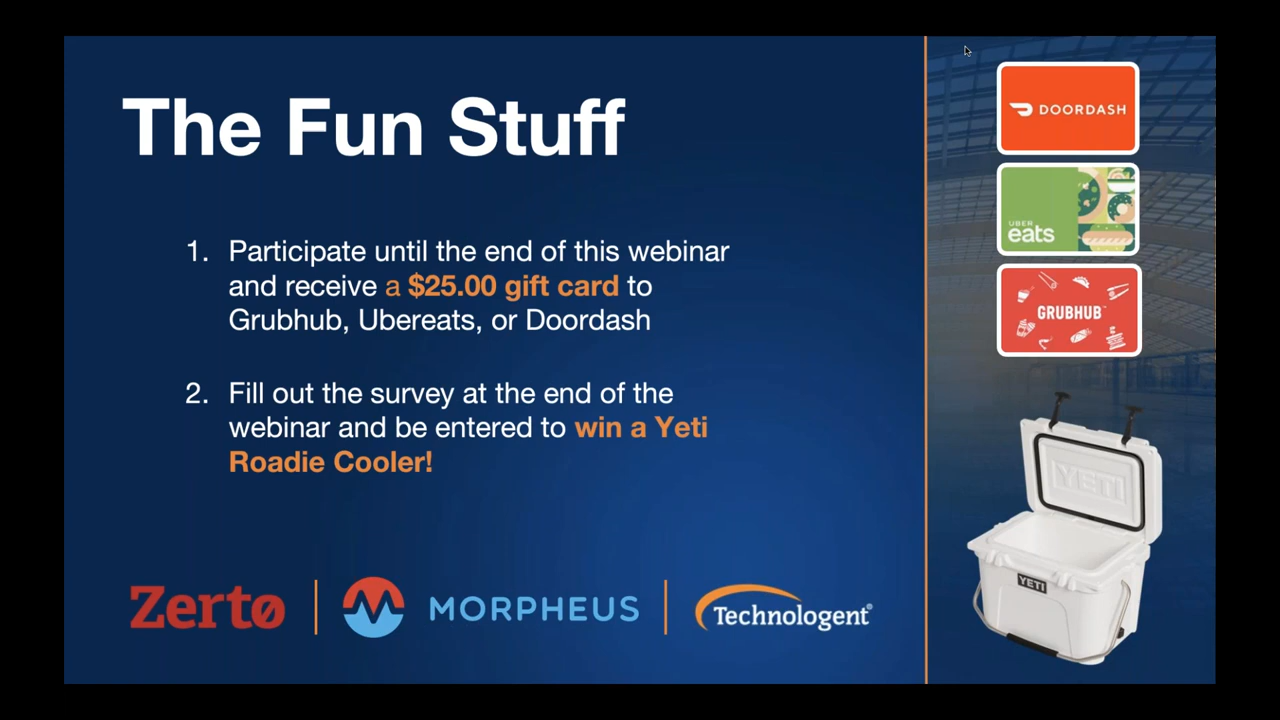 The Fun Stuff
1. Participate until the end of this webinar
and receive a $25.00 gift card to
Grubhub, Ubereats, or Doordash
2. Fill out the survey at the end of the
webinar and be entered to win a Yeti
Roadie Cooler!
Zertø
MORPHEUS
Technologent®
DOORDASH
UBER
eats
GRUBHUB™
YETI
YETI